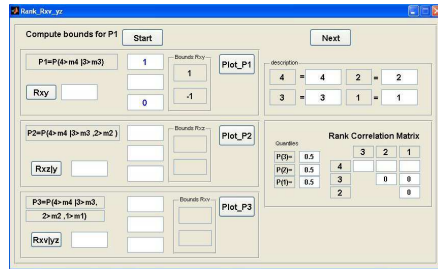 Rank_Rxv_yz
Compute bounds for P1 Start Next
P1=P(4>m4 |3>m3) 1 Bounds Rxy Plot_P1
1
Rxy -1
0
description
4 = 4 2 = 2
3 = 3 1 = 1
P2=P(4>m4 |3>m3 ,2>m2 ) Bounds Rxz Plot_P2
Rxz|y
Quantiles Rank Correlation Matrix
3 2 1
P(3)= 0.5 4
P(2)= 0.5 3 0 0
P(1)= 0.5 2 0
P3=P(4>m4 |3>m3, Bounds Rxv Plot_P3
2>m2 ,1>m1)
Rxv|yz